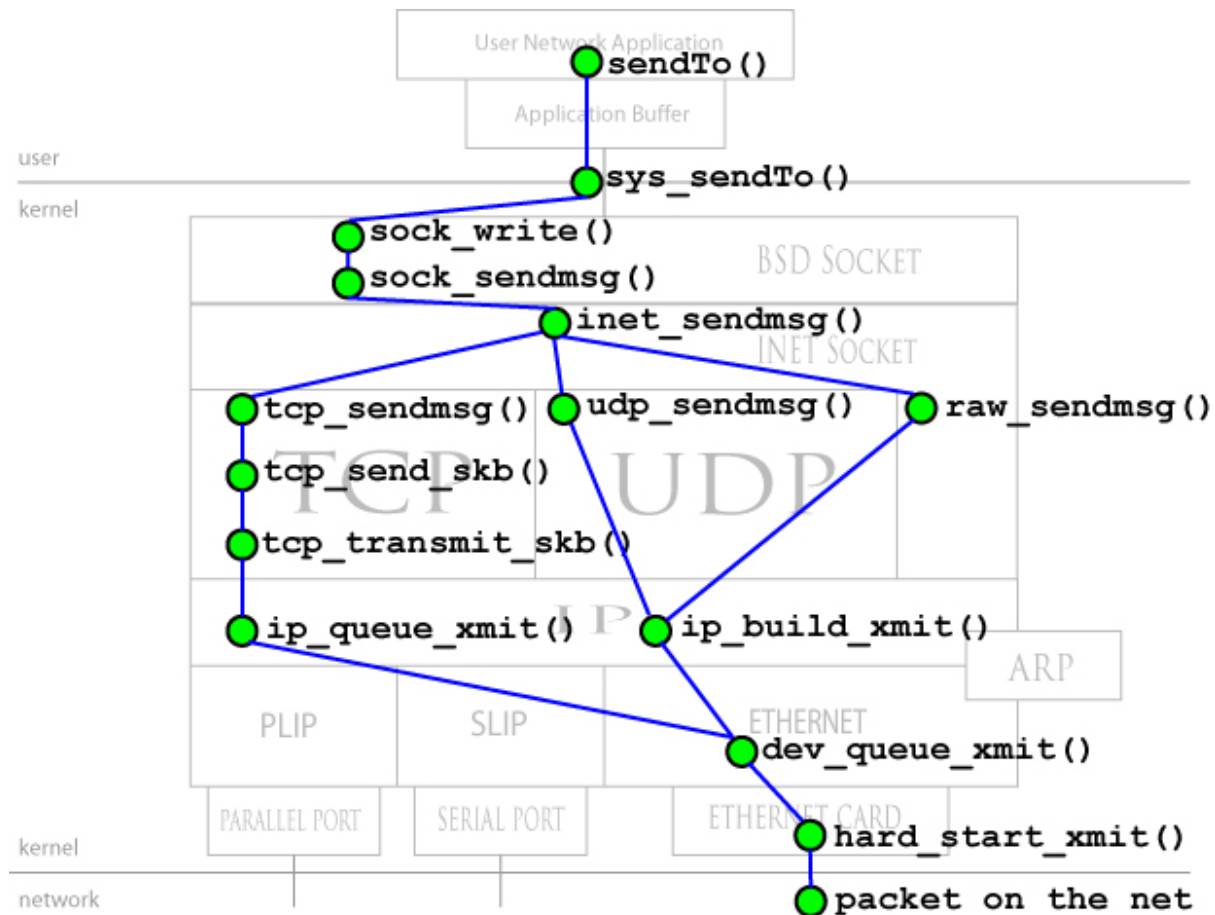 User Network Application
sendTo()
Application Buffer
user
sys_sendTo()
kernel
sock_write()
BSD SOCKET
sock_sendmsg()
inet_sendmsg()
INET SOCKET
tcp_sendmsg()
udp_sendmsg()
raw_sendmsg()
TCP
UDP
tcp_send_skb()
tcp_transmit_skb()
IP
ip_queue_xmit()
ip_build_xmit()
ARP
PLIP
SLIP
ETHERNET
dev_queue_xmit()
PARALLEL PORT
SERIAL PORT
ETHERNET CARD
hard_start_xmit()
kernel
network
packet on the net